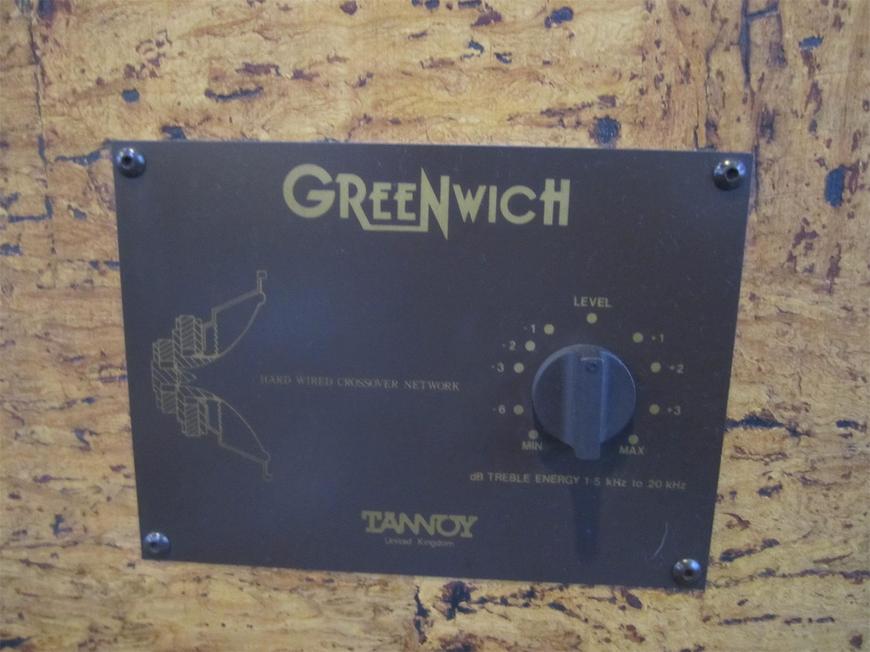 GREENWICH
LEVEL
-1
+1
-2
+2
-3
+3
-6
MIN
MAX
HARD WIRED CROSSOVER NETWORK
dB TREBLE ENERGY 1·5 kHz to 20 kHz
TANNOY
United Kingdom